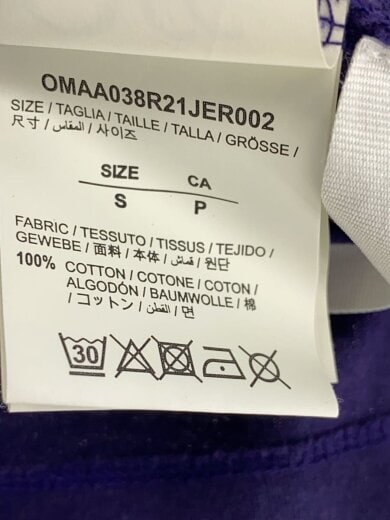 OMAA038R21JER002
SIZE / TAGLIA / TAILLE / TALLA / GRÖSSE /
尺寸 / المقاس / 사이즈
SIZE CA
S P
FABRIC / TESSUTO / TISSUS / TEJIDO /
GEWEBE / 面料 / 本体 / قماش / 원단
100% COTTON / COTONE / COTON /
ALGODÓN / BAUMWOLLE / 棉
/ コットン / القطن / 면
30